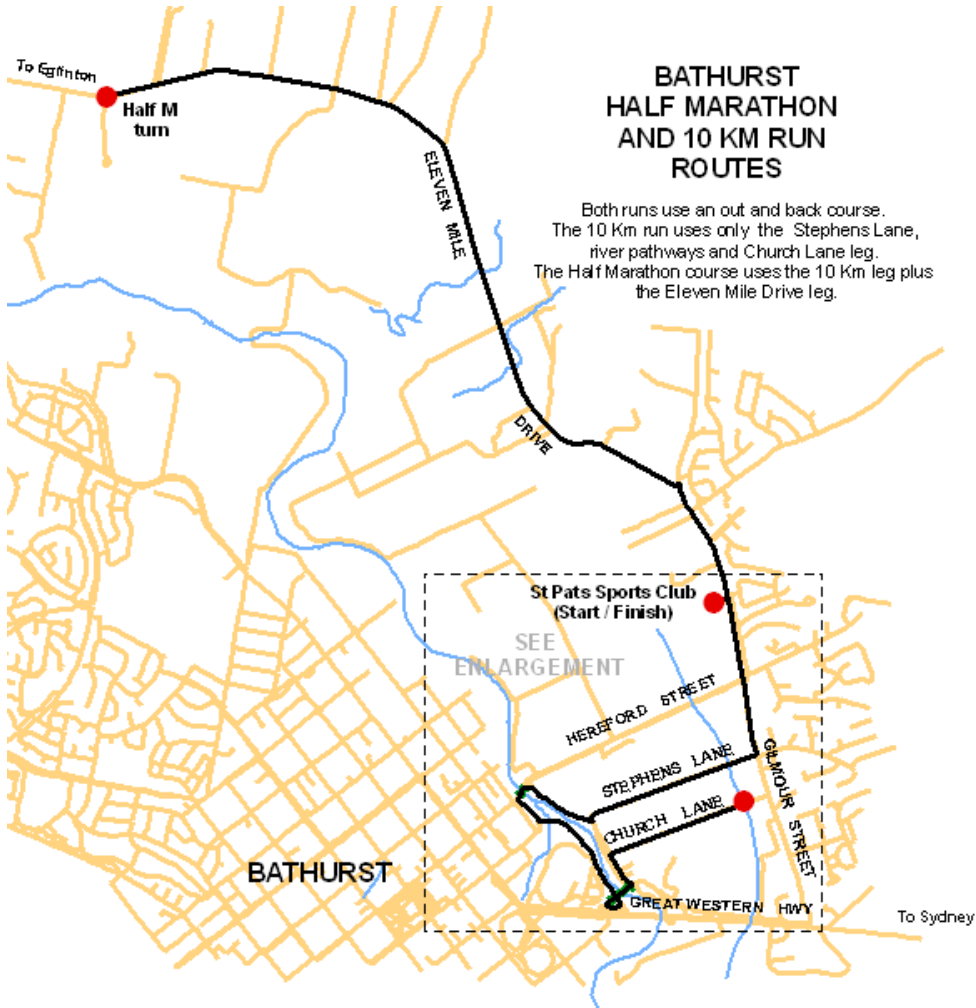 BATHURST
HALF MARATHON
AND 10 KM RUN
ROUTES
Both runs use an out and back course.
The 10 Km run uses only the Stephens Lane,
river pathways and Church Lane leg.
The Half Marathon course uses the 10 Km leg plus
the Eleven Mile Drive leg.
To Eglinton
Half M
turn
ELEVEN MILE
DRIVE
St Pats Sports Club
(Start / Finish)
SEE
ENLARGEMENT
HEREFORD STREET
STEPHENS LANE
GILMOUR STREET
CHURCH LANE
BATHURST
GREAT WESTERN HWY
To Sydney